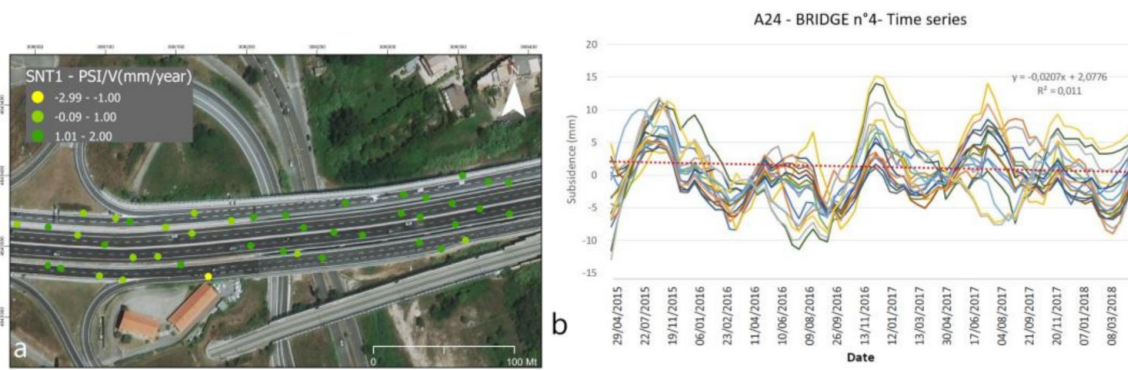 SNT1 - PSI/V(mm/year)
-2.99 - -1.00
-0.09 - 1.00
1.01 - 2.00
0
100 Mt
a
b
A24 - BRIDGE n°4- Time series
y = -0,0207x + 2,0776
R² = 0,011
Subsidence (mm)
20
15
10
5
0
-5
-10
-15
29/04/2015
22/07/2015
19/11/2015
06/01/2016
23/02/2016
11/04/2016
10/06/2016
09/08/2016
26/09/2016
13/11/2016
12/01/2017
13/03/2017
30/04/2017
17/06/2017
04/08/2017
21/09/2017
20/11/2017
07/01/2018
08/03/2018
Date